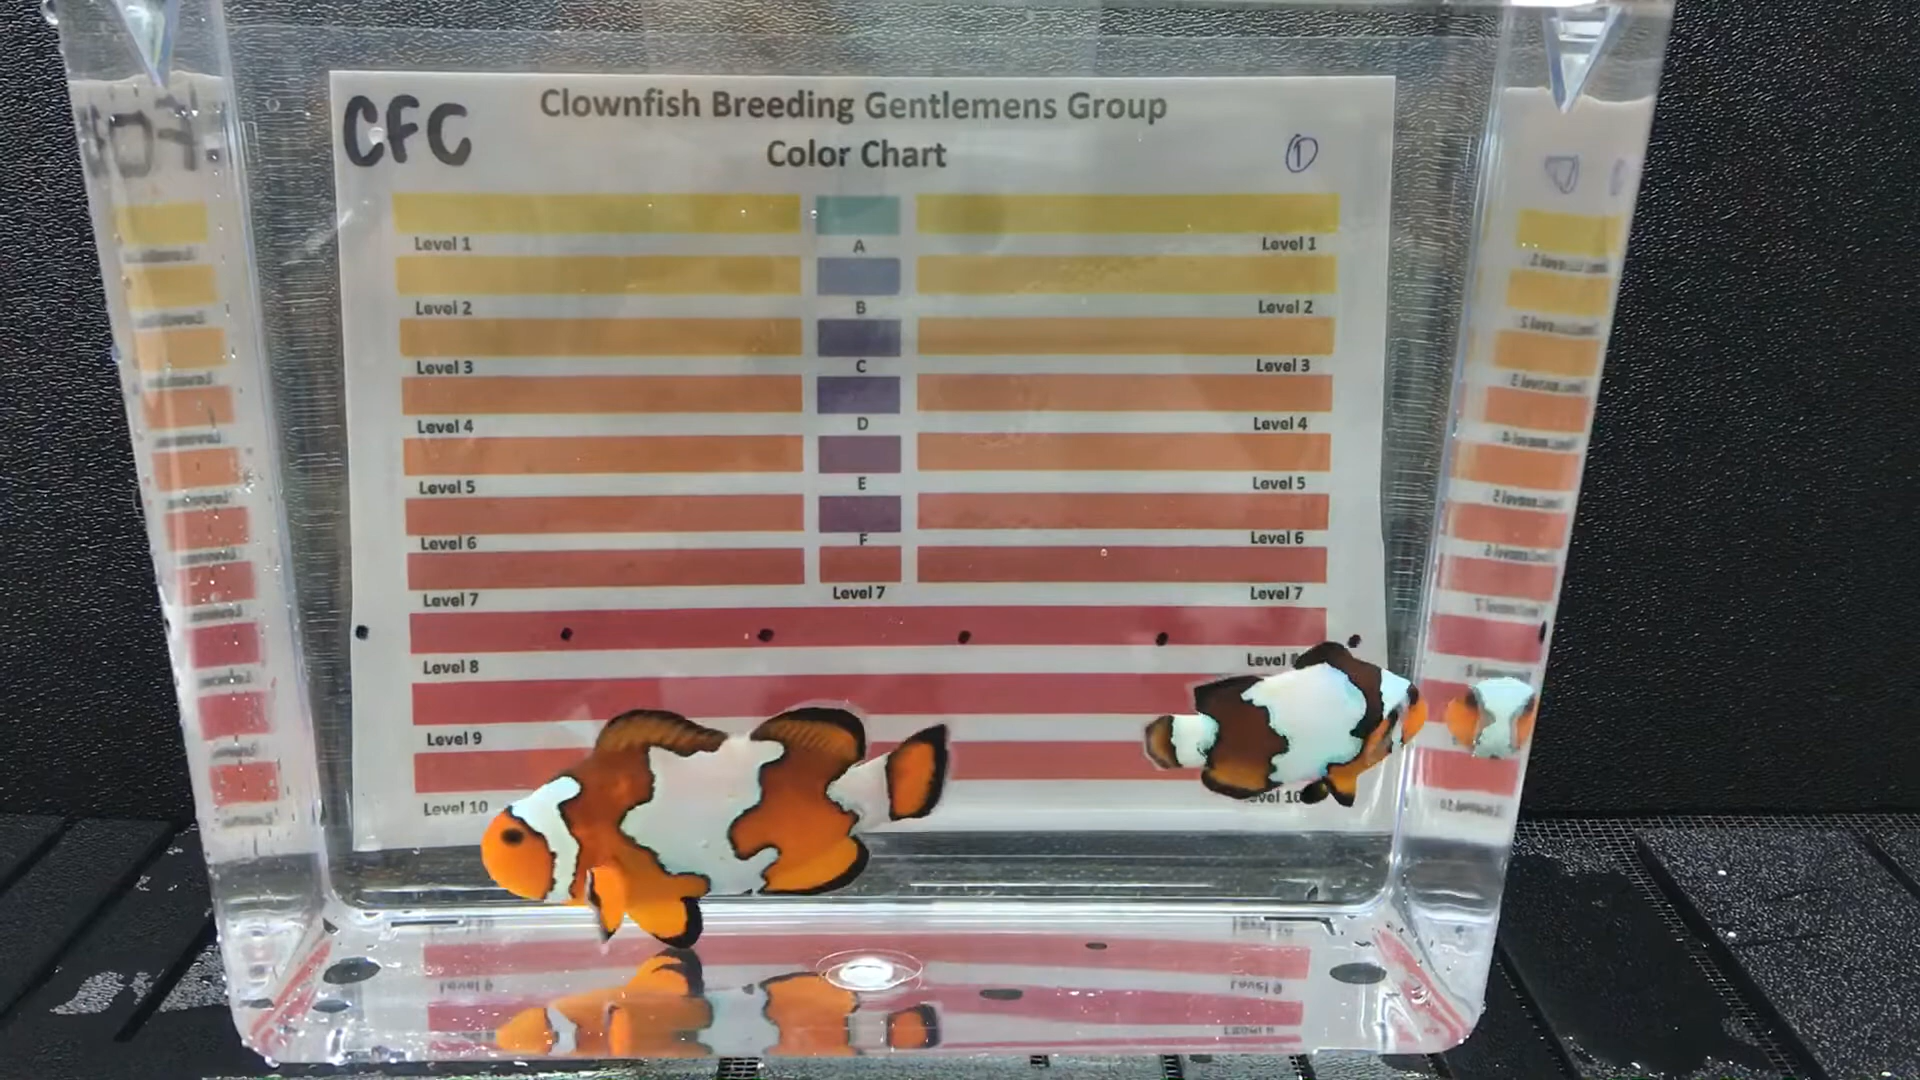 CFC
Clownfish Breeding Gentlemens Group
Color Chart
1
Level 1 A Level 1
Level 2 B Level 2
Level 3 C Level 3
Level 4 D Level 4
Level 5 E Level 5
Level 6 F Level 6
Level 7 Level 7 Level 7
Level 8 Level
Level 9
Level 10